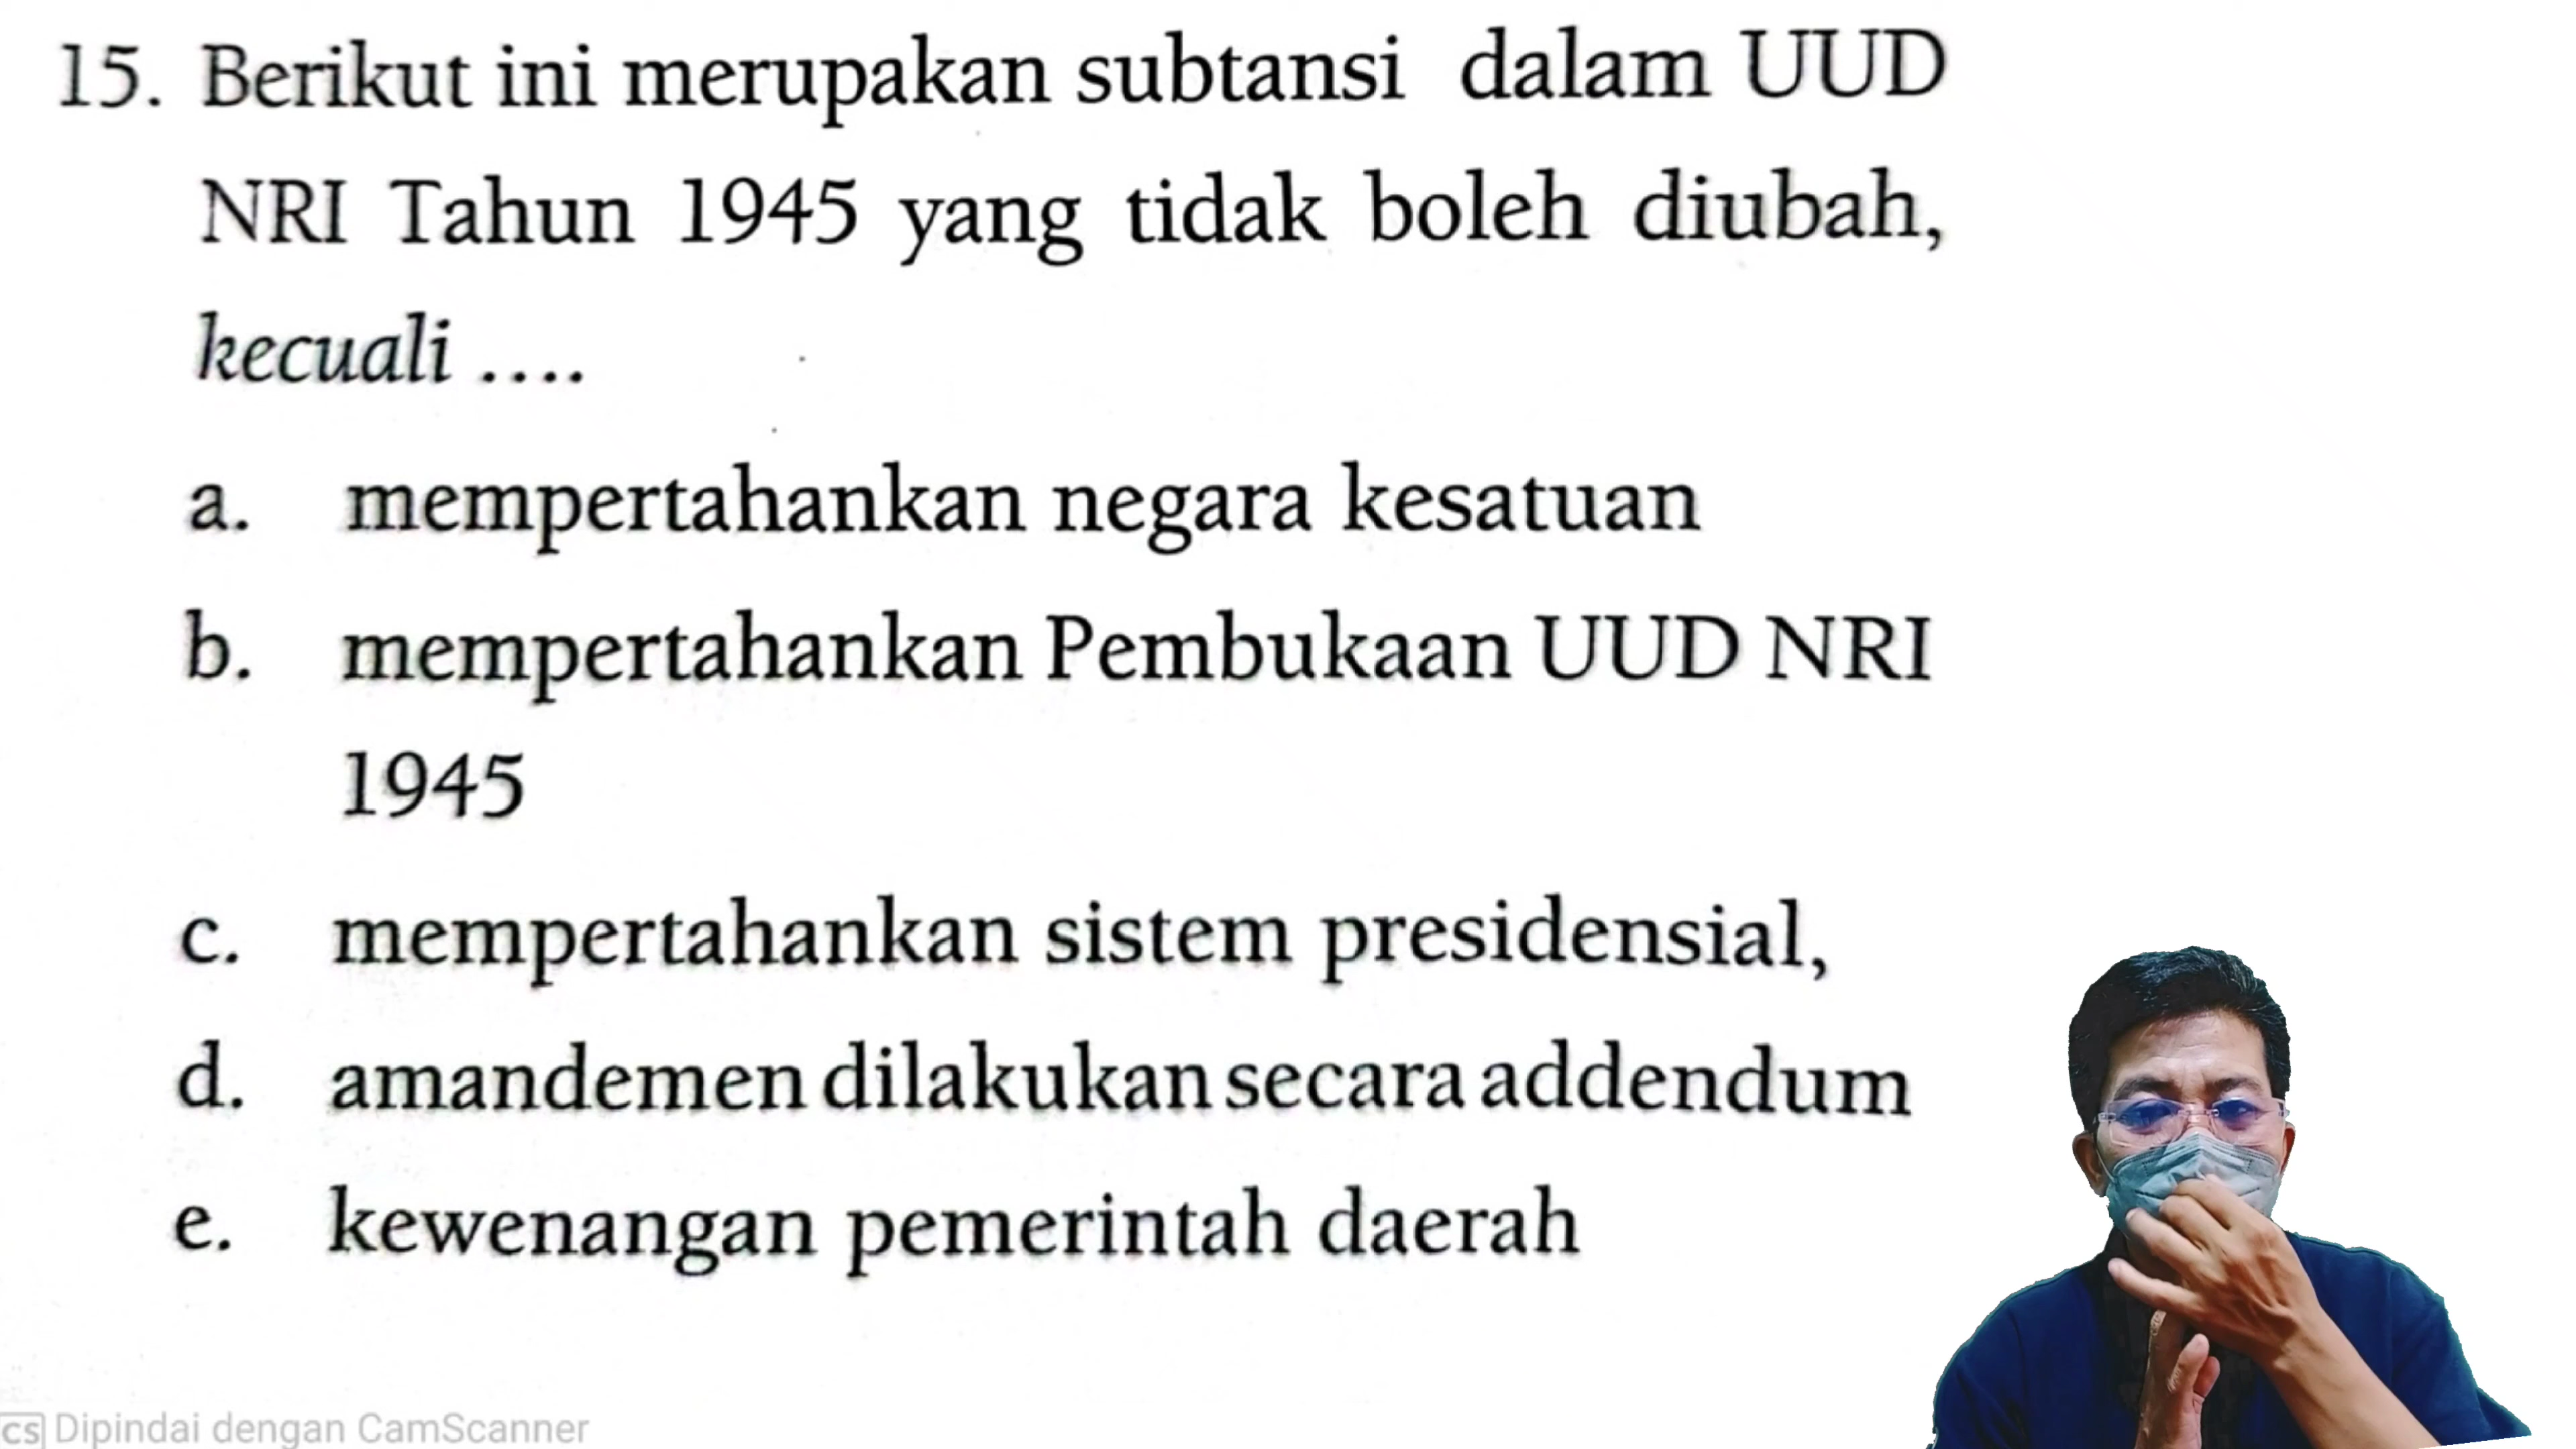 15. Berikut ini merupakan subtansi dalam UUD
NRI Tahun 1945 yang tidak boleh diubah,
kecuali ....
a. mempertahankan negara kesatuan
b. mempertahankan Pembukaan UUD NRI
1945
c. mempertahankan sistem presidensial,
d. amandemen dilakukan secara addendum
e. kewenangan pemerintah daerah
CS Dipindai dengan CamScanner